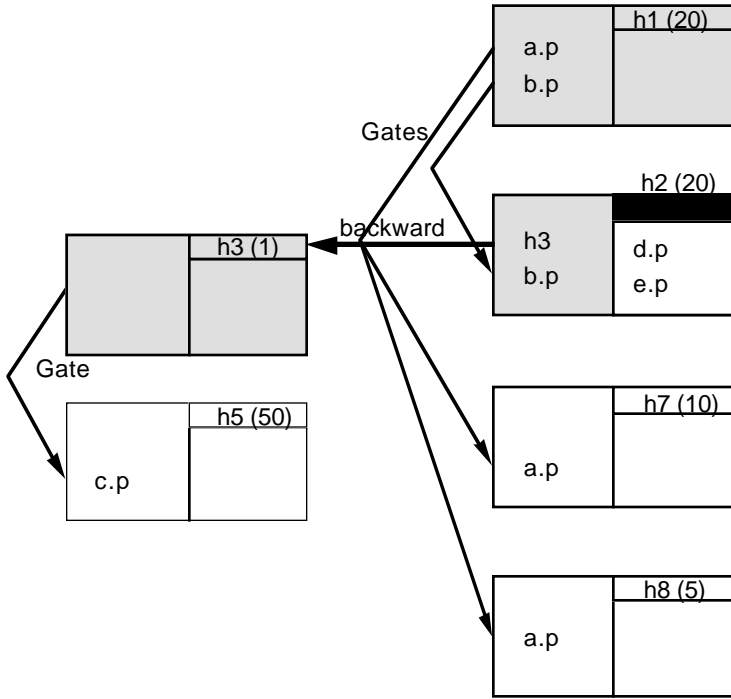 h1 (20)
a.p
b.p
Gates
h2 (20)
backward
h3 (1)
h3
b.p
d.p
e.p
Gate
h5 (50)
c.p
h7 (10)
a.p
h8 (5)
a.p